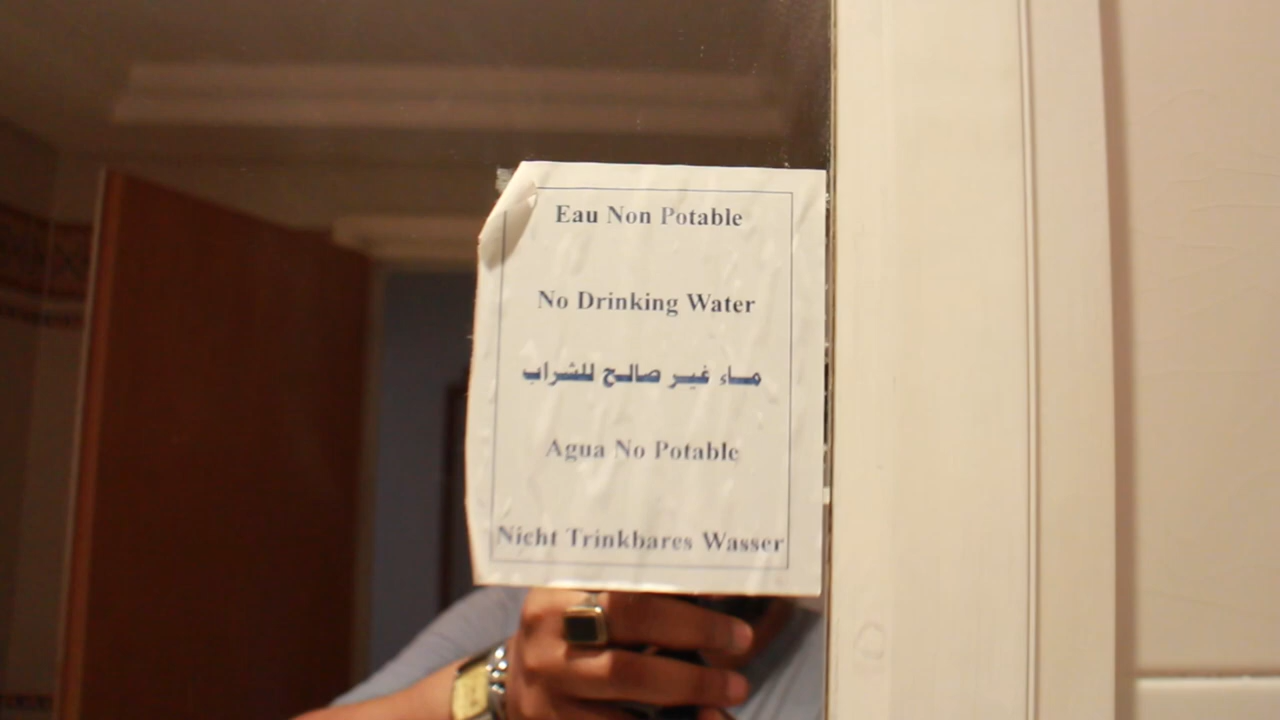 Eau Non Potable
No Drinking Water
ماء غير صالح للشراب
Agua No Potable
Nicht Trinkbares Wasser